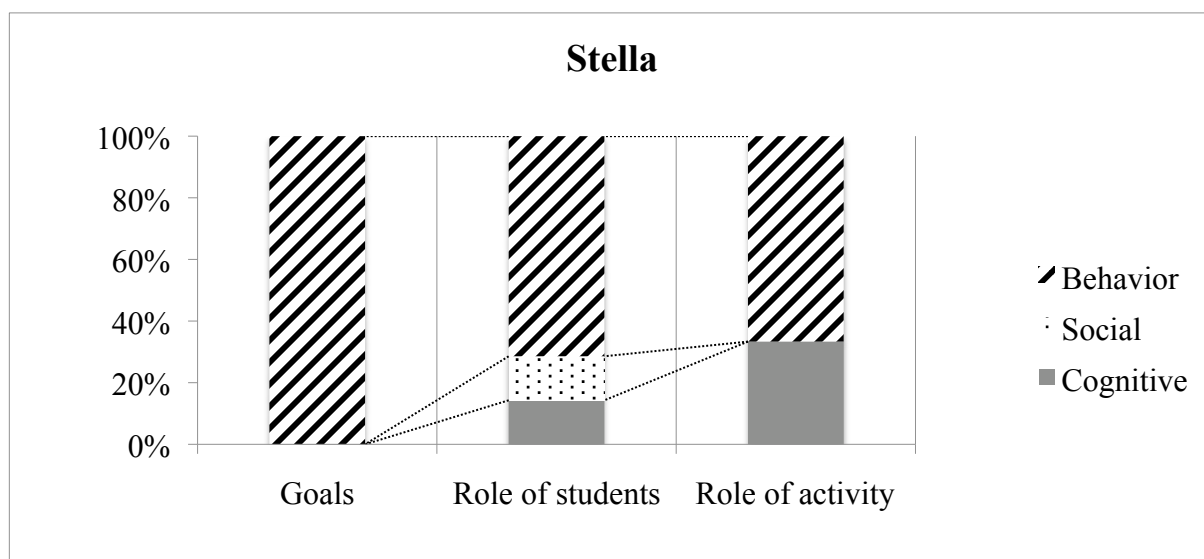 Stella
100%
80%
60%
40%
20%
0%
Goals
Role of students
Role of activity
Behavior
Social
Cognitive